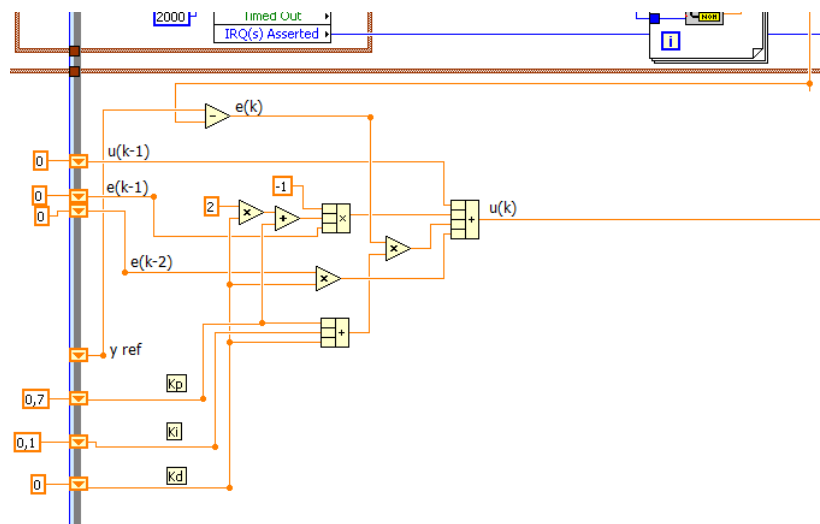 2000
Timed Out
IRQ(s) Asserted
NOH
i
e(k)
0
u(k-1)
0
e(k-1)
0
-1
2
u(k)
e(k-2)
y ref
Kp
0,7
Ki
0,1
Kd
0